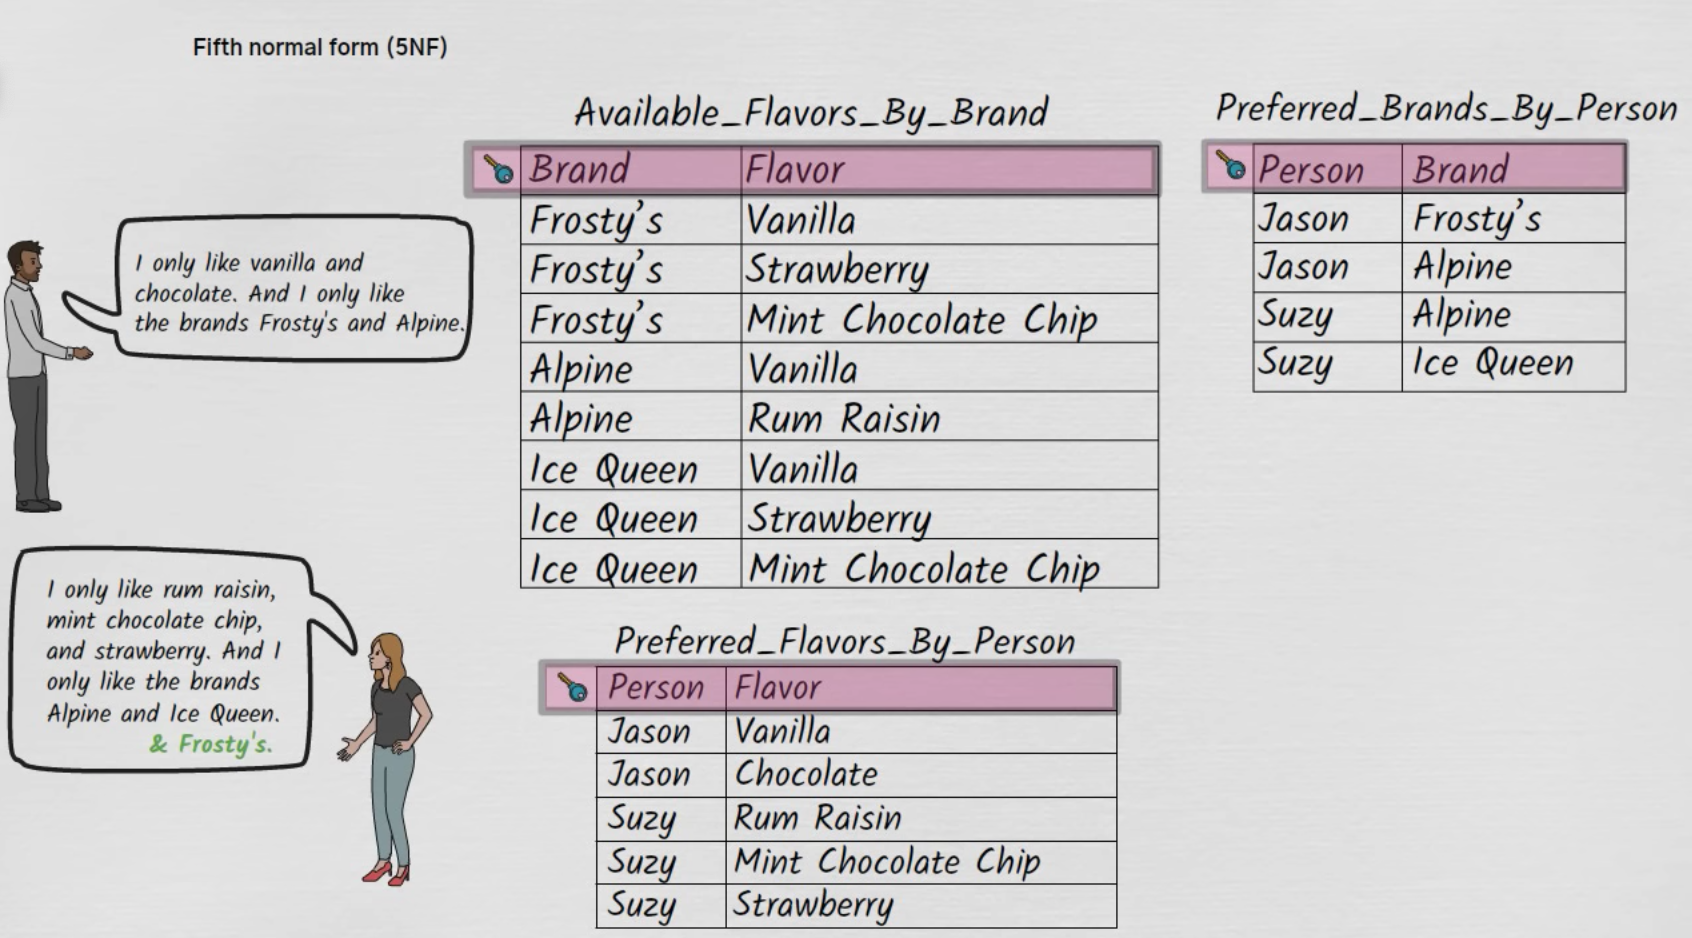 Fifth normal form (5NF)
I only like vanilla and
chocolate. And I only like
the brands Frosty's and Alpine.
I only like rum raisin,
mint chocolate chip,
and strawberry. And I
only like the brands
Alpine and Ice Queen.
& Frosty's.
Available_Flavors_By_Brand
Brand Flavor
Frosty's Vanilla
Frosty's Strawberry
Frosty's Mint Chocolate Chip
Alpine Vanilla
Alpine Rum Raisin
Ice Queen Vanilla
Ice Queen Strawberry
Ice Queen Mint Chocolate Chip
Preferred_Brands_By_Person
Person Brand
Jason Frosty's
Jason Alpine
Suzy Alpine
Suzy Ice Queen
Preferred_Flavors_By_Person
Person Flavor
Jason Vanilla
Jason Chocolate
Suzy Rum Raisin
Suzy Mint Chocolate Chip
Suzy Strawberry